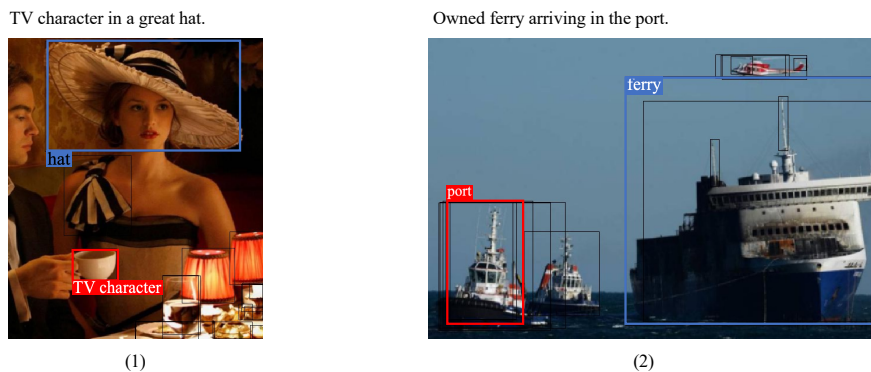 TV character in a great hat.
Owned ferry arriving in the port.
hat
TV character
ferry
port
(1)
(2)